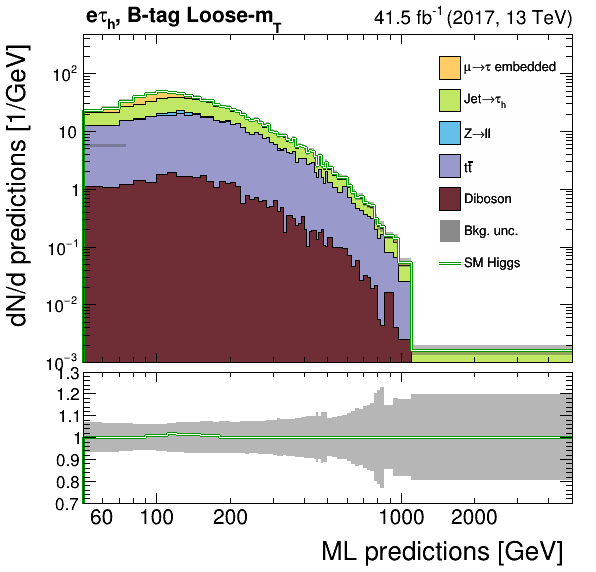 eτh, B-tag Loose-mT
41.5 fb⁻¹ (2017, 13 TeV)
dN/d predictions [1/GeV]
10²
10
1
10⁻¹
10⁻²
10⁻³
μ→τ embedded
Jet→τh
Z→ll
tt̄
Diboson
Bkg. unc.
SM Higgs
1.3
1.2
1.1
1
0.9
0.8
0.7
60 100 200 1000 2000
ML predictions [GeV]